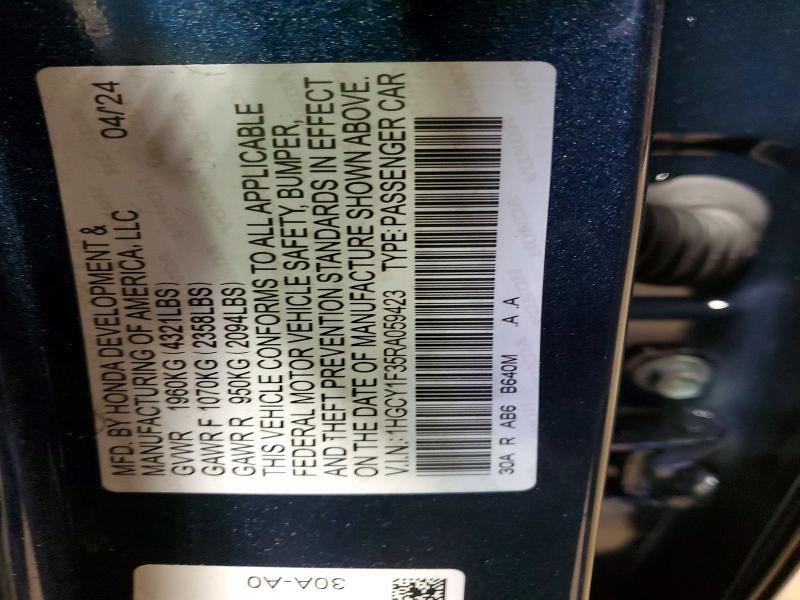 MFD. BY HONDA DEVELOPMENT &
MANUFACTURING OF AMERICA, LLC 04/'24
GVWR 1960KG (4321LBS)
GAWR F 1070KG (2358LBS)
GAWR R 950KG (2094LBS)
THIS VEHICLE CONFORMS TO ALL APPLICABLE
FEDERAL MOTOR VEHICLE SAFETY, BUMPER,
AND THEFT PREVENTION STANDARDS IN EFFECT
ON THE DATE OF MANUFACTURE SHOWN ABOVE.
V.I.N.: 1HGCY1F35RA059423 TYPE:PASSENGER CAR
30A R AB6 B640M .A .A
30A-A0